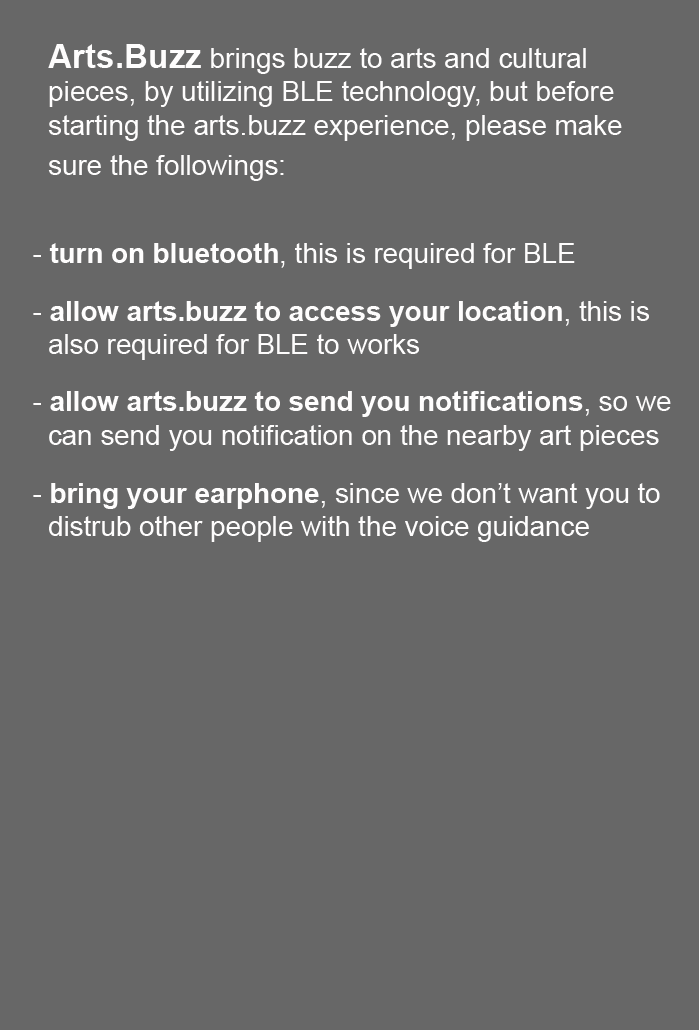 Arts.Buzz brings buzz to arts and cultural
pieces, by utilizing BLE technology, but before
starting the arts.buzz experience, please make
sure the followings:
- turn on bluetooth, this is required for BLE
- allow arts.buzz to access your location, this is
also required for BLE to works
- allow arts.buzz to send you notifications, so we
can send you notification on the nearby art pieces
- bring your earphone, since we don’t want you to
distrub other people with the voice guidance